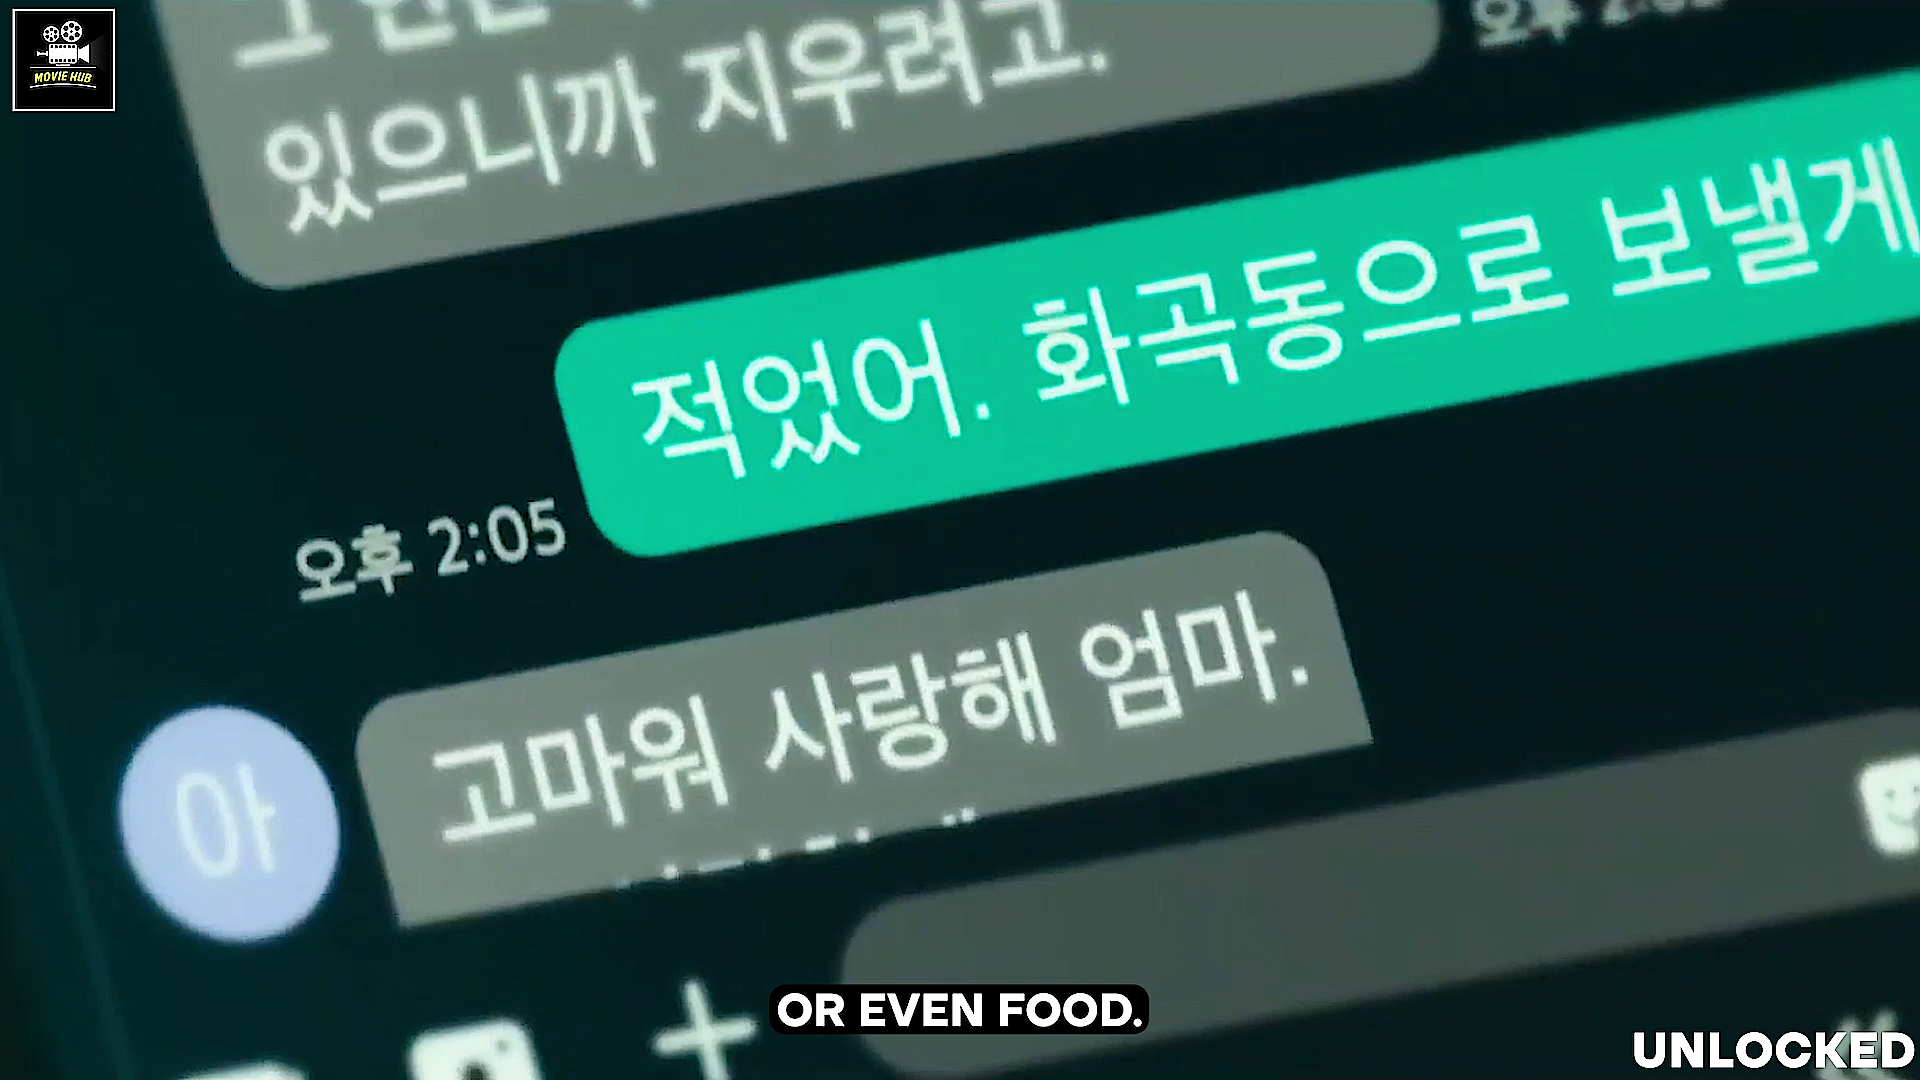 MOVIE HUB
있으니까 지우려고.
오후
적었어. 화곡동으로 보낼게
오후 2:05
고마워 사랑해 엄마.
아
OR EVEN FOOD.
UNLOCKED